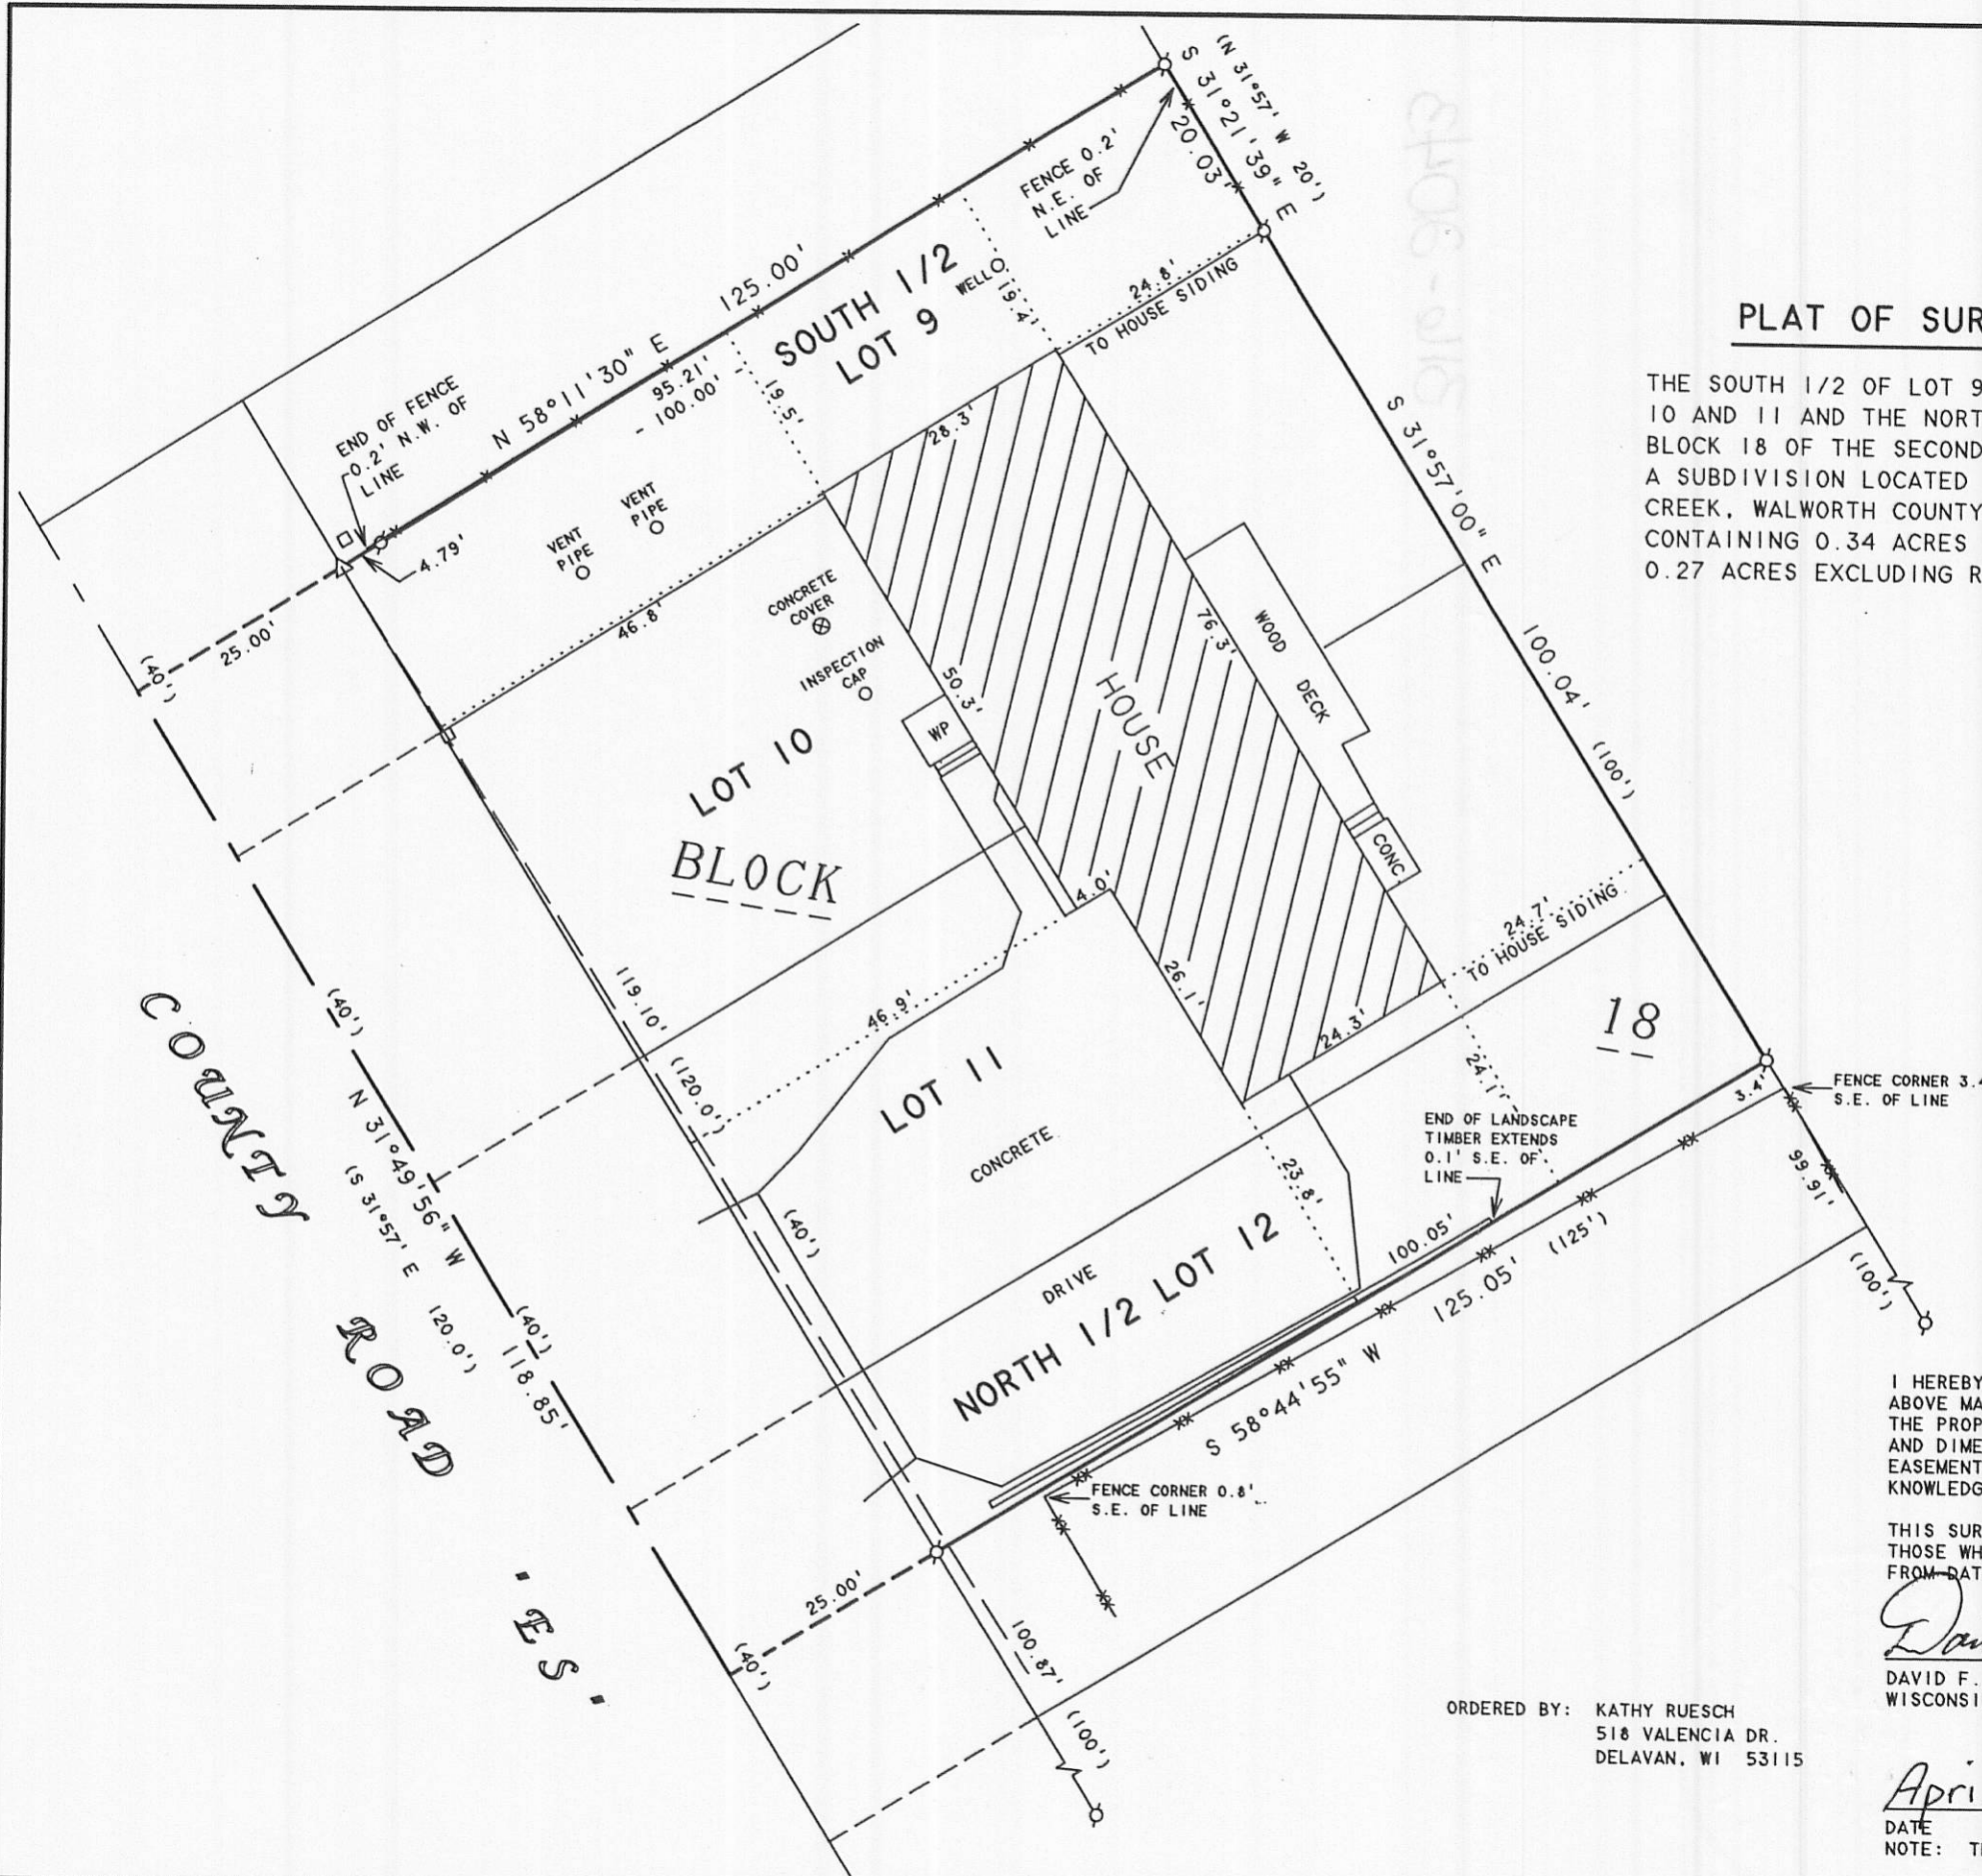 (N 31°57' W 20')
S 31°21'39" E
20.03'
FENCE 0.2'
N.E. OF
LINE
125.00'
N 58°11'30" E
95.21'
- 100.00' -
SOUTH 1/2
LOT 9
WELL
19.4'
24.8'
TO HOUSE SIDING
19.5'
28.3'
END OF FENCE
0.2' N.W. OF
LINE
4.79'
VENT
PIPE
VENT
PIPE
25.00'
(40')
46.8'
CONCRETE
COVER
INSPECTION
CAP
50.3'
WP
76.3'
HOUSE
WOOD
DECK
CONC.
S 31°57'00" E
100.04'
(100')
PLAT OF SUR
THE SOUTH 1/2 OF LOT 9
10 AND 11 AND THE NORT
BLOCK 18 OF THE SECOND
A SUBDIVISION LOCATED
CREEK, WALWORTH COUNTY
CONTAINING 0.34 ACRES
0.27 ACRES EXCLUDING R
LOT 10
BLOCK
4.0'
24.7'
TO HOUSE SIDING
18
119.10'
(120.0')
46.9'
26.1'
24.3'
24.1'
LOT 11
CONCRETE
23.8'
END OF LANDSCAPE
TIMBER EXTENDS
0.1' S.E. OF
LINE
3.4'
FENCE CORNER 3.4
S.E. OF LINE
99.91'
(100')
(40')
N 31°49'56" W
(S 31°57' E 120.0')
(40')
118.85'
COUNTY ROAD "ES"
(40')
DRIVE
NORTH 1/2 LOT 12
100.05'
125.05'
(125')
S 58°44'55" W
FENCE CORNER 0.8'
S.E. OF LINE
25.00'
(40')
100.87'
(100')
I HEREBY
ABOVE MA
THE PROP
AND DIME
EASEMENT
KNOWLEDG
THIS SUR
THOSE WH
FROM DAT
DAVID F.
WISCONSI
ORDERED BY: KATHY RUESCH
518 VALENCIA DR.
DELAVAN, WI 53115
Apri
DATE
NOTE: T